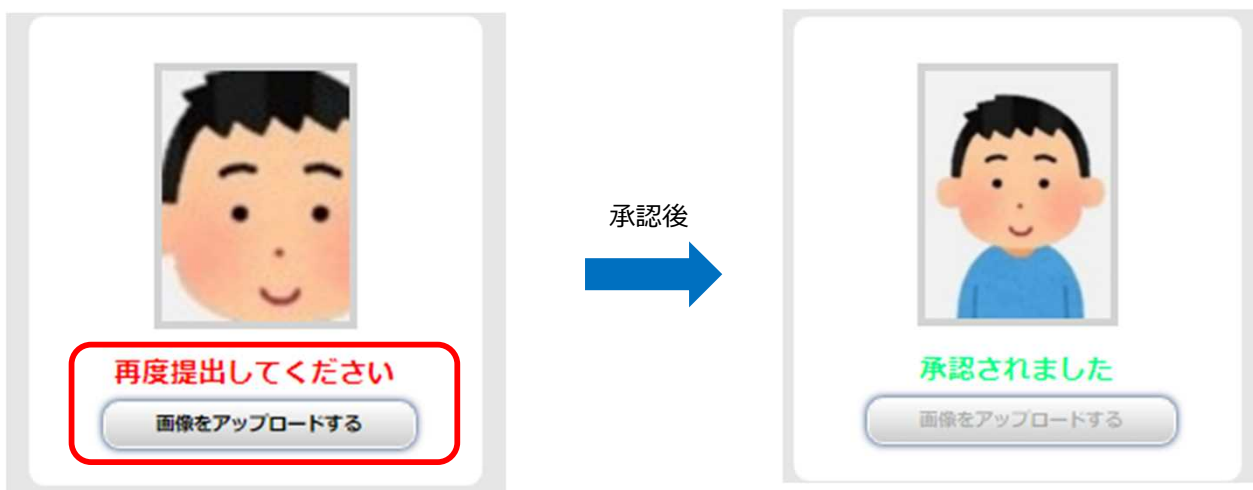 再度提出してください
画像をアップロードする
承認後
承認されました
画像をアップロードする